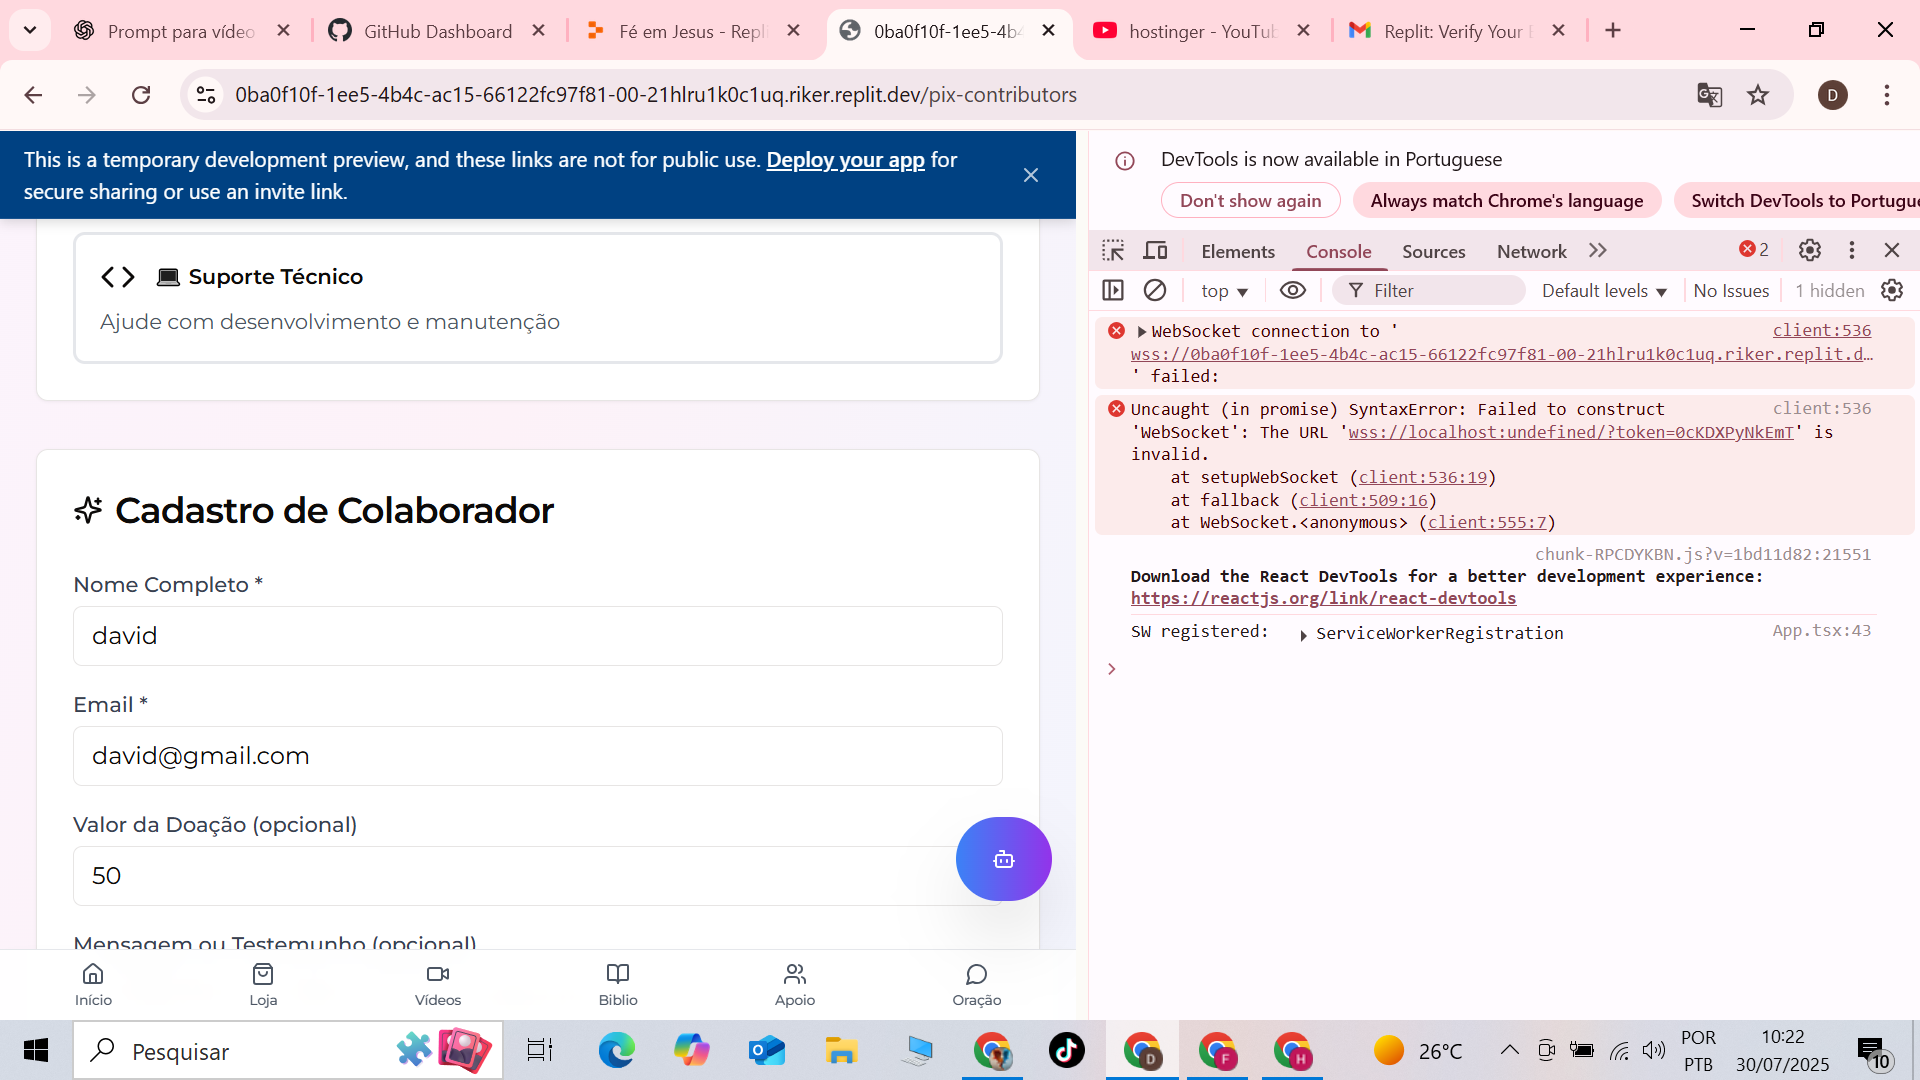 Prompt para vídeo
GitHub Dashboard
Fé em Jesus - Repl
0ba0f10f-1ee5-4b4
hostinger - YouTub
Replit: Verify Your E
0ba0f10f-1ee5-4b4c-ac15-66122fc97f81-00-21hlru1k0c1uq.riker.replit.dev/pix-contributors
D
This is a temporary development preview, and these links are not for public use. Deploy your app for
secure sharing or use an invite link.
Suporte Técnico
Ajude com desenvolvimento e manutenção
Cadastro de Colaborador
Nome Completo *
david
Email *
david@gmail.com
Valor da Doação (opcional)
50
Mensagem ou Testemunho (opcional)
Início
Loja
Vídeos
Biblio
Apoio
Oração
DevTools is now available in Portuguese
Don't show again
Always match Chrome's language
Switch DevTools to Portugue
Elements
Console
Sources
Network
2
top
Filter
Default levels
No Issues
1 hidden
WebSocket connection to '
client:536
wss://0ba0f10f-1ee5-4b4c-ac15-66122fc97f81-00-21hlru1k0c1uq.riker.replit.d…
' failed:
Uncaught (in promise) SyntaxError: Failed to construct
client:536
'WebSocket': The URL 'wss://localhost:undefined/?token=0cKDXPyNkEmT' is
invalid.
at setupWebSocket (client:536:19)
at fallback (client:509:16)
at WebSocket.<anonymous> (client:555:7)
chunk-RPCDYKBN.js?v=1bd11d82:21551
Download the React DevTools for a better development experience:
https://reactjs.org/link/react-devtools
SW registered:
ServiceWorkerRegistration
App.tsx:43
Pesquisar
D
F
H
26°C
POR
PTB
10:22
30/07/2025
10